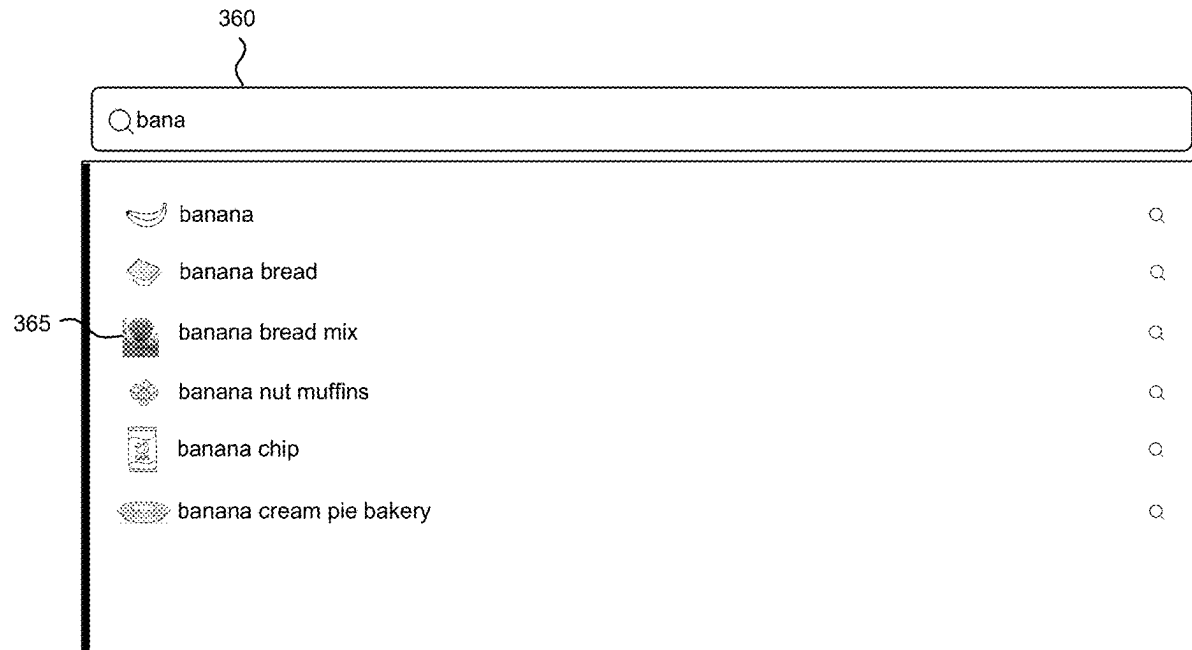 360
bana
banana
banana bread
365
banana bread mix
banana nut muffins
banana chip
banana cream pie bakery